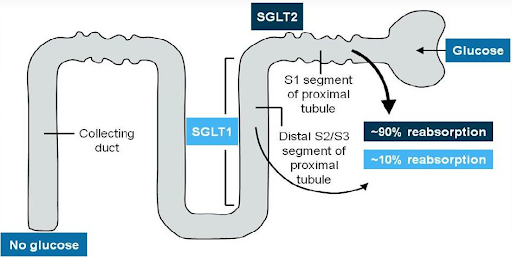 SGLT2
Glucose
S1 segment
of proximal
tubule
SGLT1
Collecting
duct
Distal S2/S3
segment of
proximal
tubule
~90% reabsorption
~10% reabsorption
No glucose